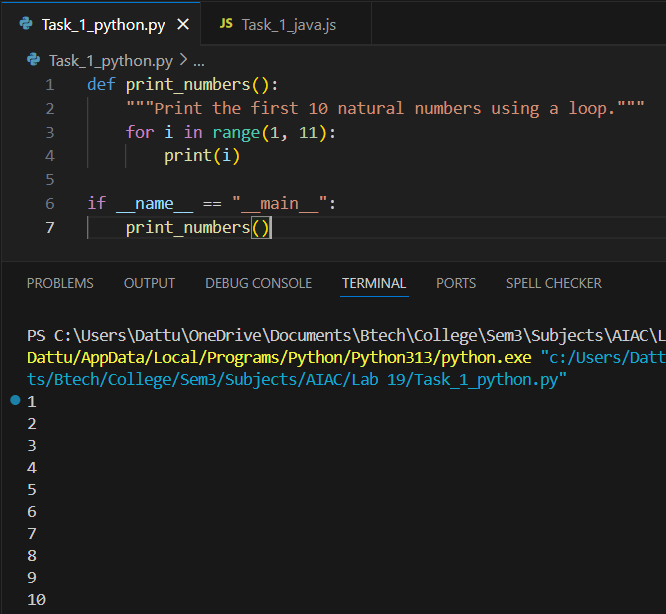 Task_1_python.py
JS Task_1_java.js
Task_1_python.py > ...
1 def print_numbers():
2     """Print the first 10 natural numbers using a loop."""
3     for i in range(1, 11):
4         print(i)
5
6 if __name__ == "__main__":
7     print_numbers()
PROBLEMS OUTPUT DEBUG CONSOLE TERMINAL PORTS SPELL CHECKER
PS C:\Users\Dattu\OneDrive\Documents\Btech\College\Sem3\Subjects\AIAC\L
Dattu/AppData/Local/Programs/Python/Python313/python.exe "c:/Users/Datt
ts/Btech/College/Sem3/Subjects/AIAC/Lab 19/Task_1_python.py"
1
2
3
4
5
6
7
8
9
10